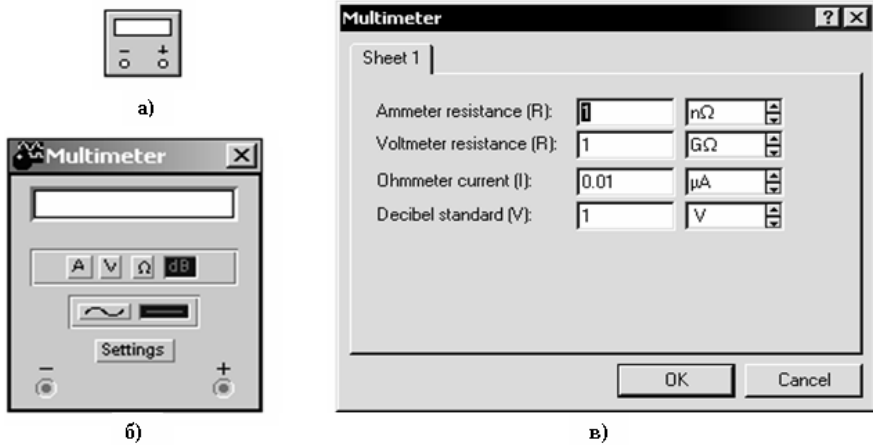 - +
а)
Multimeter
A V Ω dB
Settings
- +
б)
Multimeter
Sheet 1
Ammeter resistance (R): 1 nΩ
Voltmeter resistance (R): 1 GΩ
Ohmmeter current (I): 0.01 μA
Decibel standard (V): 1 V
OK Cancel
в)